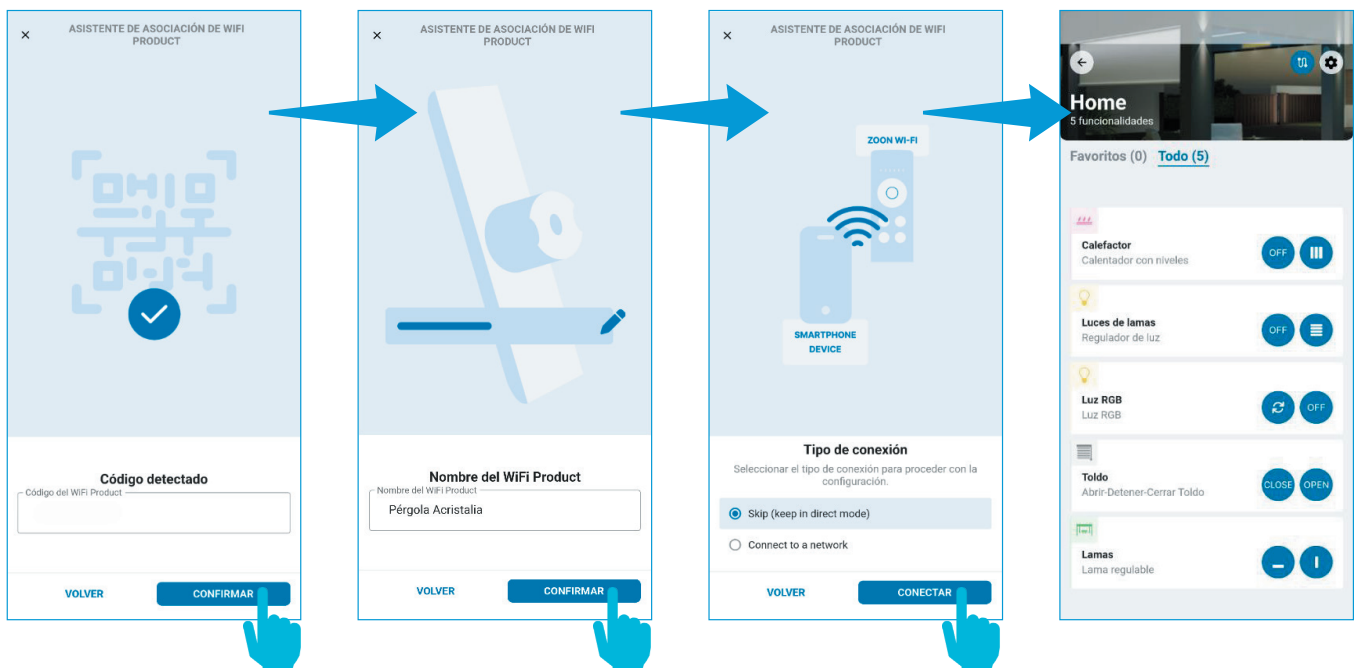 ASISTENTE DE ASOCIACIÓN DE WIFI
PRODUCT
Código detectado
Código del WiFi Product
VOLVER
CONFIRMAR
ASISTENTE DE ASOCIACIÓN DE WIFI
PRODUCT
Nombre del WiFi Product
Nombre del WiFi Product
Pérgola Acristalia
VOLVER
CONFIRMAR
ASISTENTE DE ASOCIACIÓN DE WIFI
PRODUCT
ZOON WI-FI
SMARTPHONE
DEVICE
Tipo de conexión
Seleccionar el tipo de conexión para proceder con la
configuración.
Skip (keep in direct mode)
Connect to a network
VOLVER
CONECTAR
Home
5 funcionalidades
Favoritos (0) Todo (5)
Calefactor
Calentador con niveles
OFF
Luces de lamas
Regulador de luz
OFF
Luz RGB
Luz RGB
OFF
Toldo
Abrir-Detener-Cerrar Toldo
CLOSE OPEN
Lamas
Lama regulable